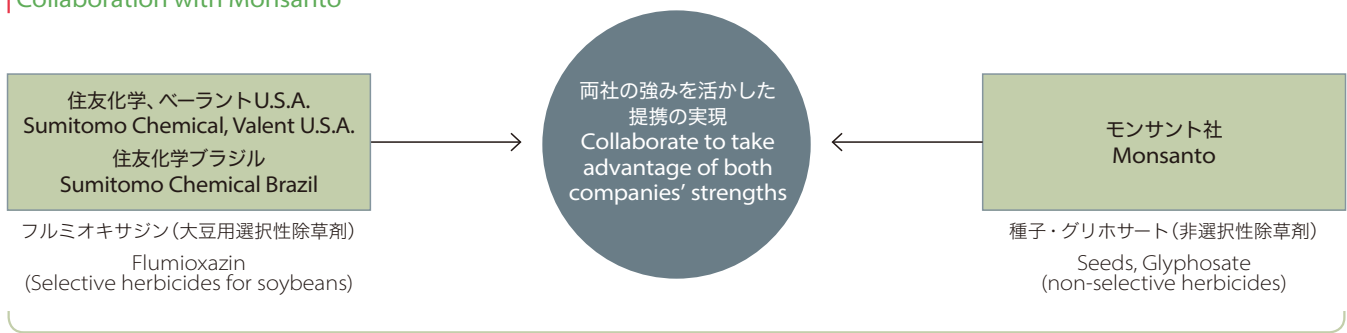 Collaboration with Monsanto
住友化学、ベーラントU.S.A.
Sumitomo Chemical, Valent U.S.A.
住友化学ブラジル
Sumitomo Chemical Brazil
フルミオキサジン(大豆用選択性除草剤)
Flumioxazin
(Selective herbicides for soybeans)
両社の強みを活かした
提携の実現
Collaborate to take
advantage of both
companies’ strengths
モンサント社
Monsanto
種子・グリホサート(非選択性除草剤)
Seeds, Glyphosate
(non-selective herbicides)